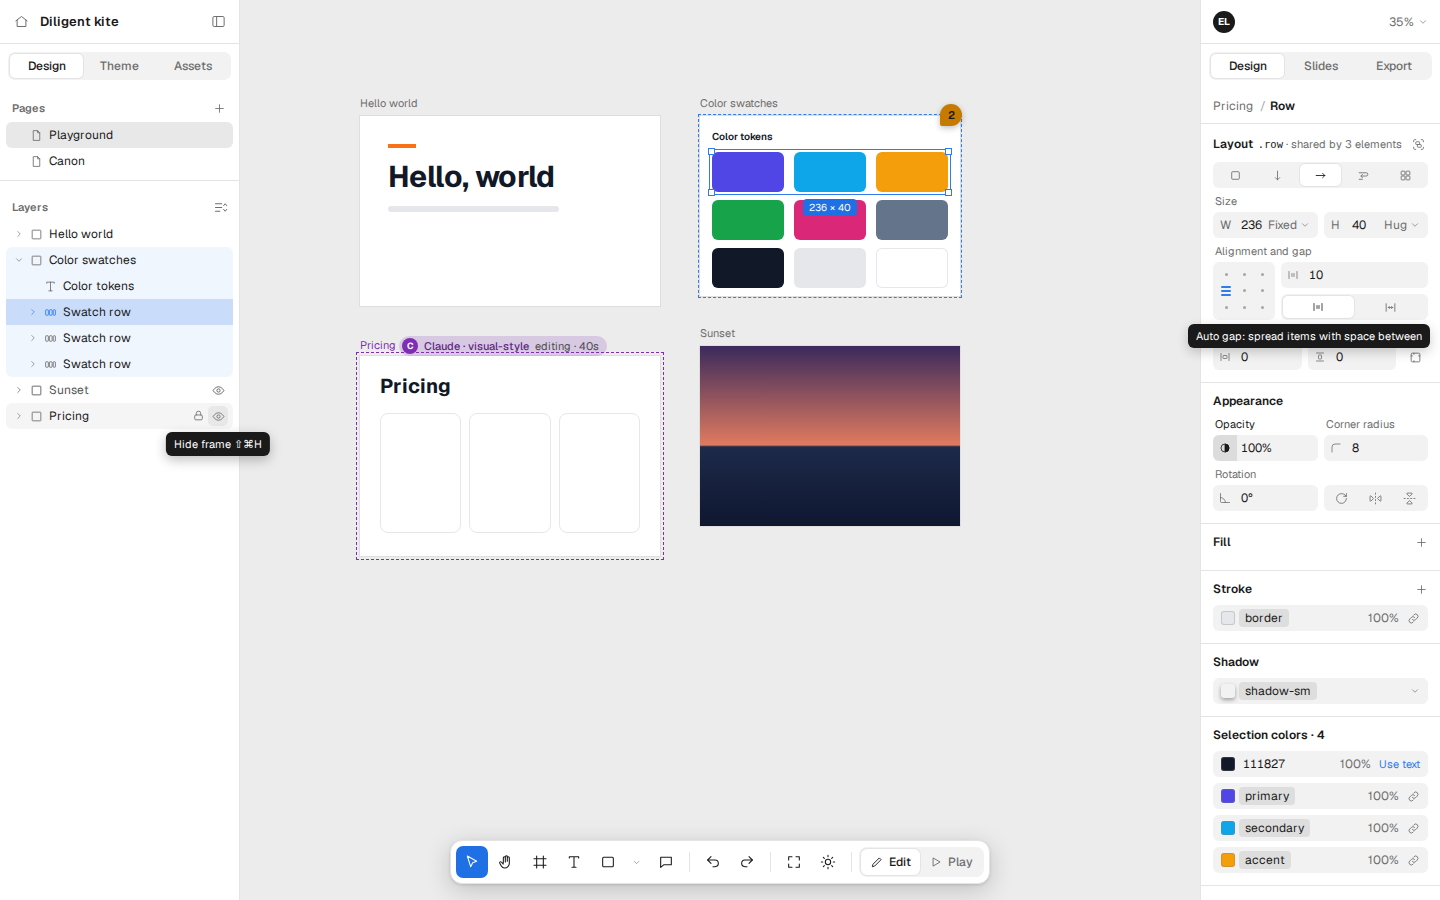 Diligent kite
Design Theme Assets
Pages
Playground
Canon
Layers
Hello world
Color swatches
Color tokens
Swatch row
Swatch row
Swatch row
Sunset
Pricing
Hide frame ⇧⌘H
Hello world
Hello, world
Color swatches
2
Color tokens
236 × 40
Pricing
C Claude · visual-style editing · 40s
Pricing
Sunset
Edit Play
EL 35%
Design Slides Export
Pricing / Row
Layout .row · shared by 3 elements
Size
W 236 Fixed H 40 Hug
Alignment and gap
10
Auto gap: spread items with space between
0 0
Appearance
Opacity Corner radius
100% 8
Rotation
0°
Fill
Stroke
border 100%
Shadow
shadow-sm
Selection colors · 4
111827 100% Use text
primary 100%
secondary 100%
accent 100%